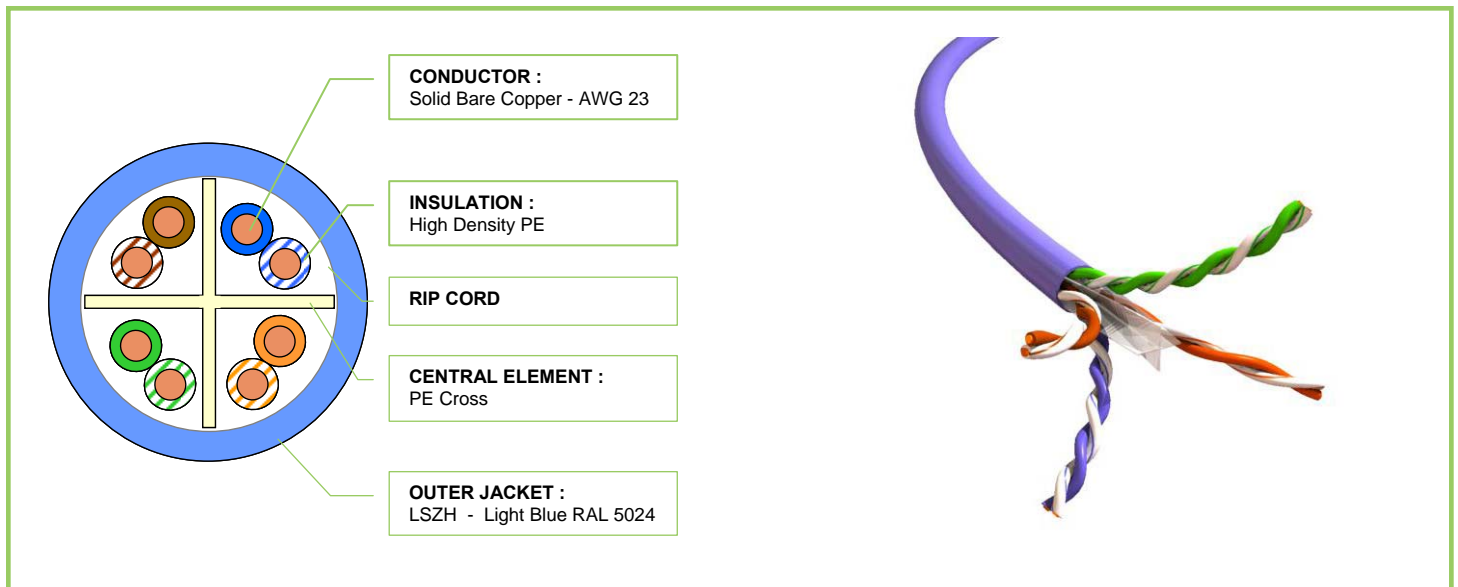 CONDUCTOR :
Solid Bare Copper - AWG 23
INSULATION :
High Density PE
RIP CORD
CENTRAL ELEMENT :
PE Cross
OUTER JACKET :
LSZH - Light Blue RAL 5024